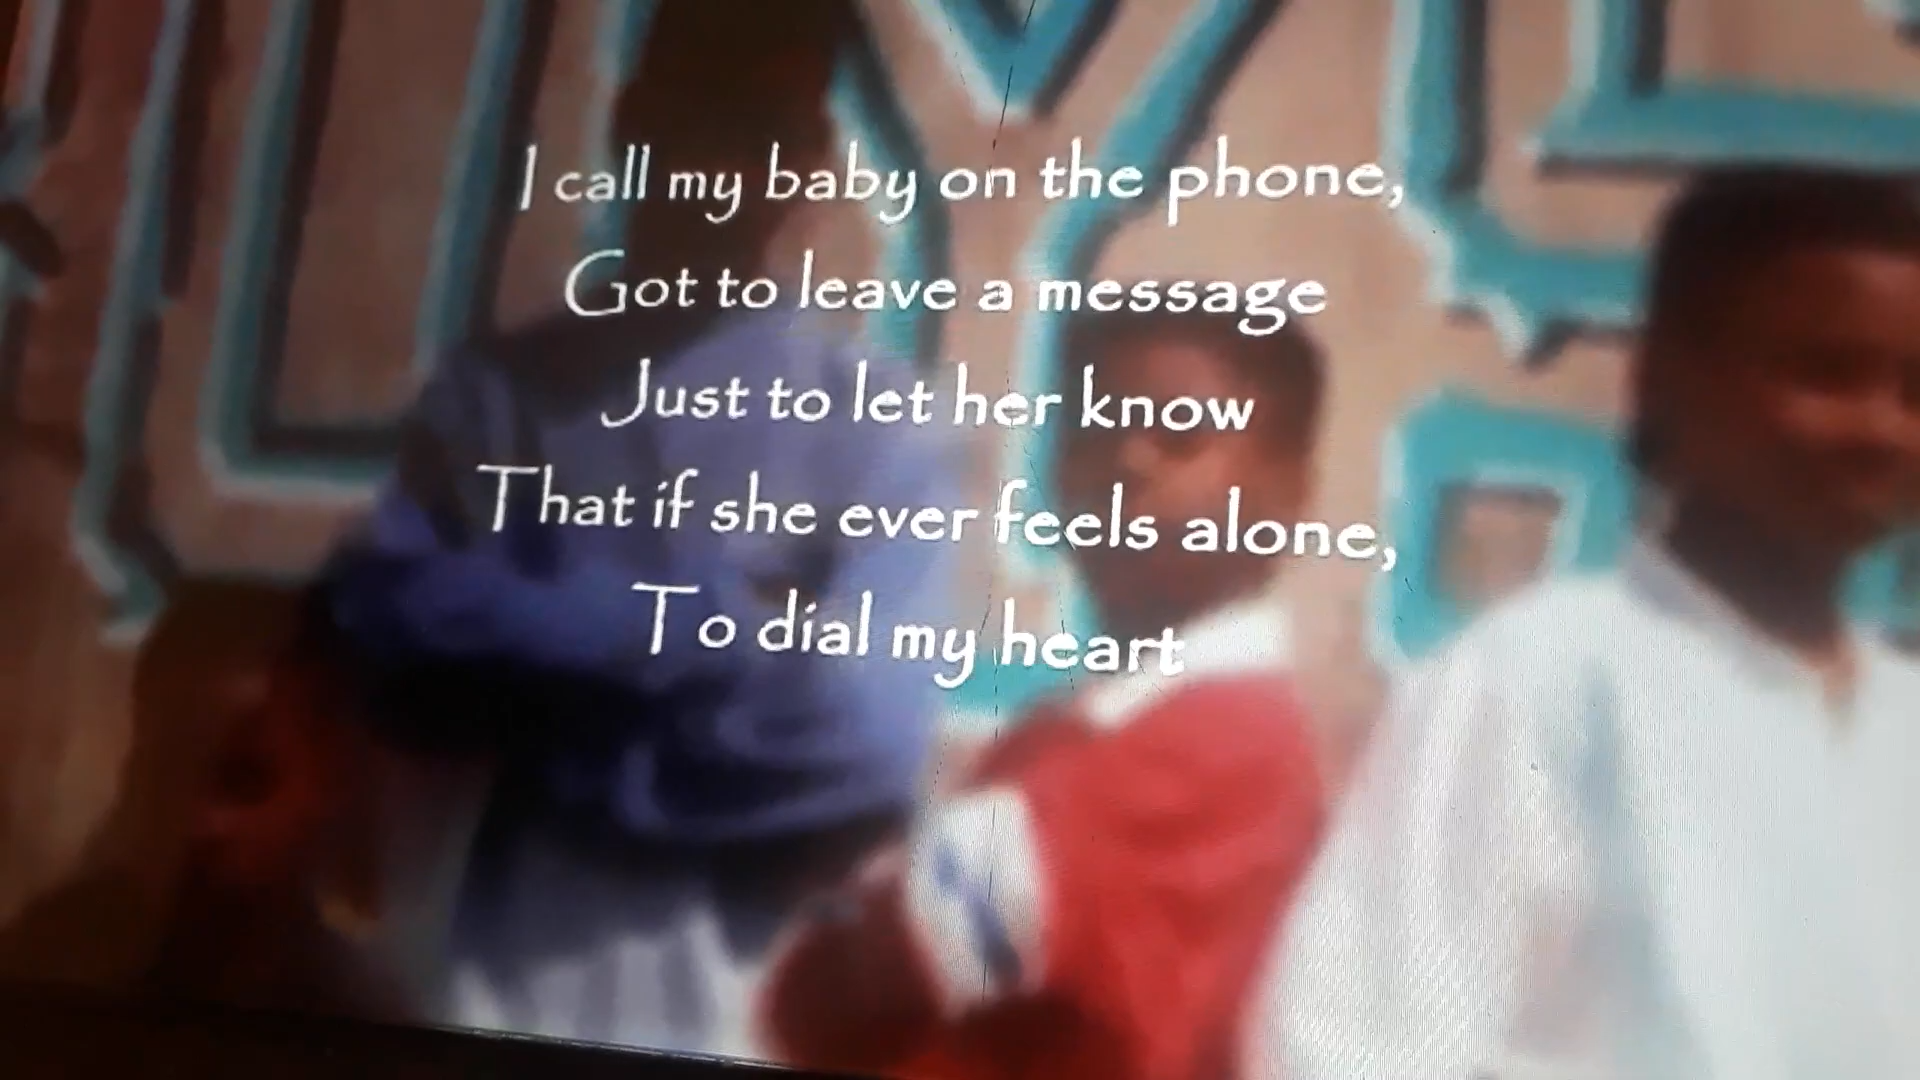 I call my baby on the phone,
Got to leave a message
Just to let her know
That if she ever feels alone,
To dial my heart